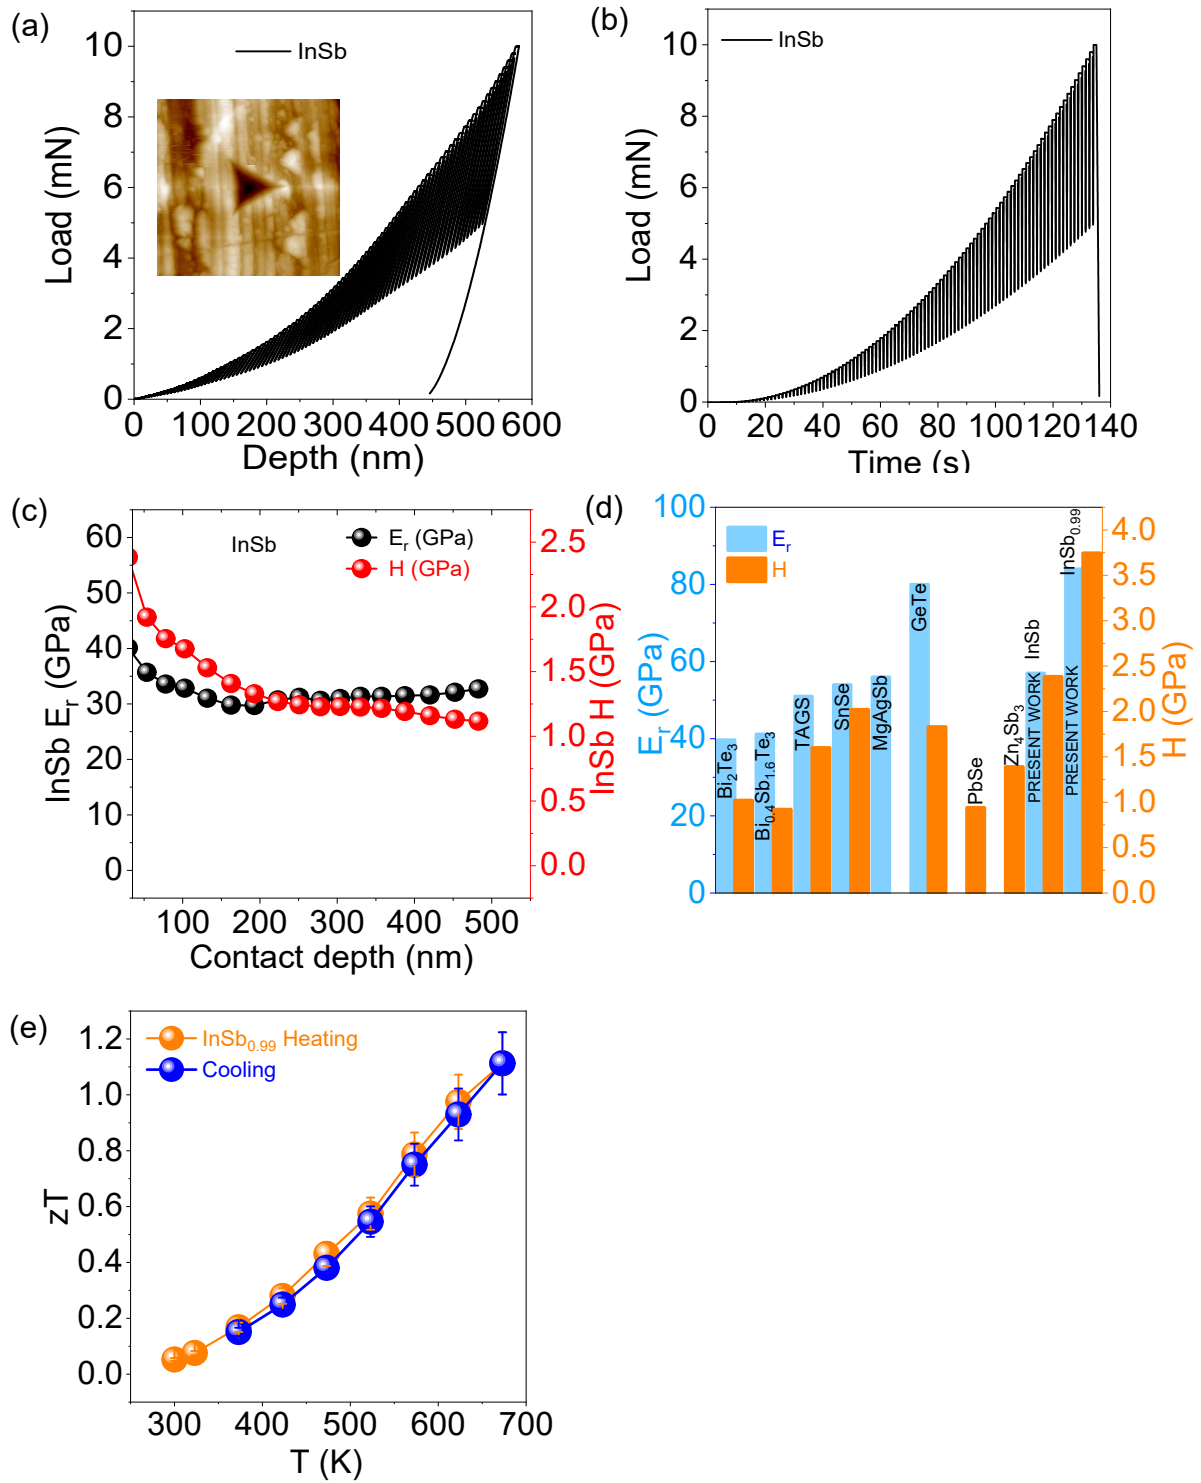 (a)
InSb
Load (mN)
10
8
6
4
2
0
0 100 200 300 400 500 600
Depth (nm)
(b)
InSb
Load (mN)
10
8
6
4
2
0
0 20 40 60 80 100 120 140
Time (s)
(c)
InSb
E_r (GPa)
H (GPa)
InSb E_r (GPa)
60
50
40
30
20
10
0
2.5
2.0
1.5
1.0
0.5
0.0
InSb H (GPa)
100 200 300 400 500
Contact depth (nm)
(d)
E_r
H
E_r (GPa)
100
80
60
40
20
0
Bi₂Te₃
Bi₀.₄Sb₁.₆Te₃
TAGS
SnSe
MgAgSb
GeTe
PbSe
Zn₄Sb₃
PRESENT WORK InSb
PRESENT WORK InSb₀.₉₉
4.0
3.5
3.0
2.5
2.0
1.5
1.0
0.5
0.0
H (GPa)
(e)
InSb₀.₉₉ Heating
Cooling
zT
1.2
1.0
0.8
0.6
0.4
0.2
0.0
300 400 500 600 700
T (K)